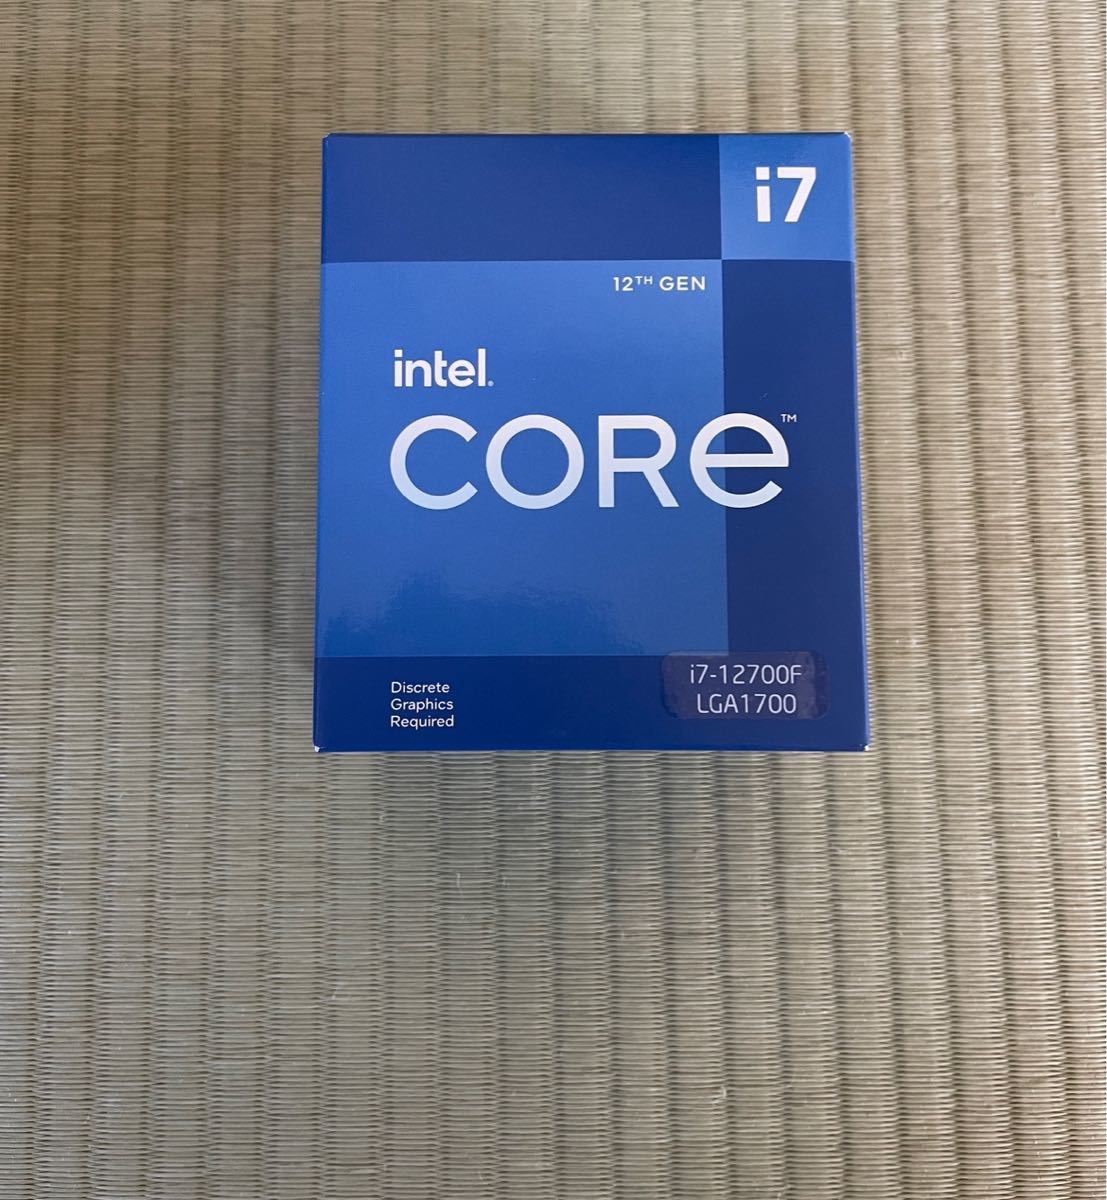 i7
12TH GEN
intel.
CORE™
i7-12700F
LGA1700
Discrete
Graphics
Required